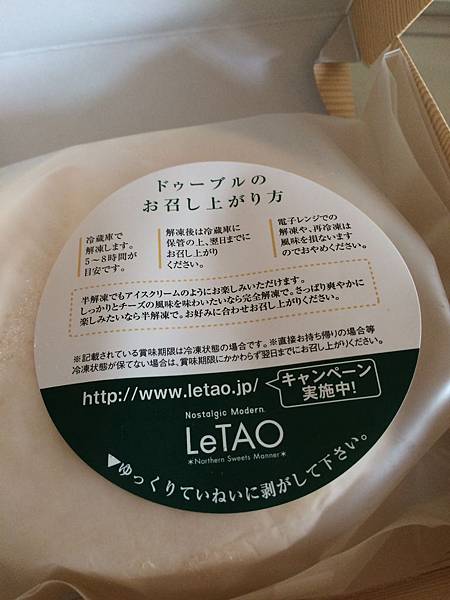 ドゥーブルの
お召し上がり方
冷蔵庫で
解凍します。
5~8時間が
目安です。
解凍後は冷蔵庫に
保管の上、翌日までに
お召し上がり
ください。
電子レンジでの
解凍や、再冷凍は
風味を損ないます
のでおやめください。
半解凍でもアイスクリームのようにお楽しみいただけます。
しっかりとチーズの風味を味わいたいなら完全解凍で。さっぱり爽やかに
楽しみたいなら半解凍で。お好みに合わせお召し上がりください。
※記載されている賞味期限は冷凍状態の場合です。※直接お持ち帰りの場合等
冷凍状態が保てない場合は、賞味期限にかかわらず翌日までにお召し上がりください。
http://www.letao.jp/
キャンペーン
実施中!
Nostalgic Modern.
LeTAO
*Northern Sweets Manner*
▼ゆっくりていねいに剥がして下さい。